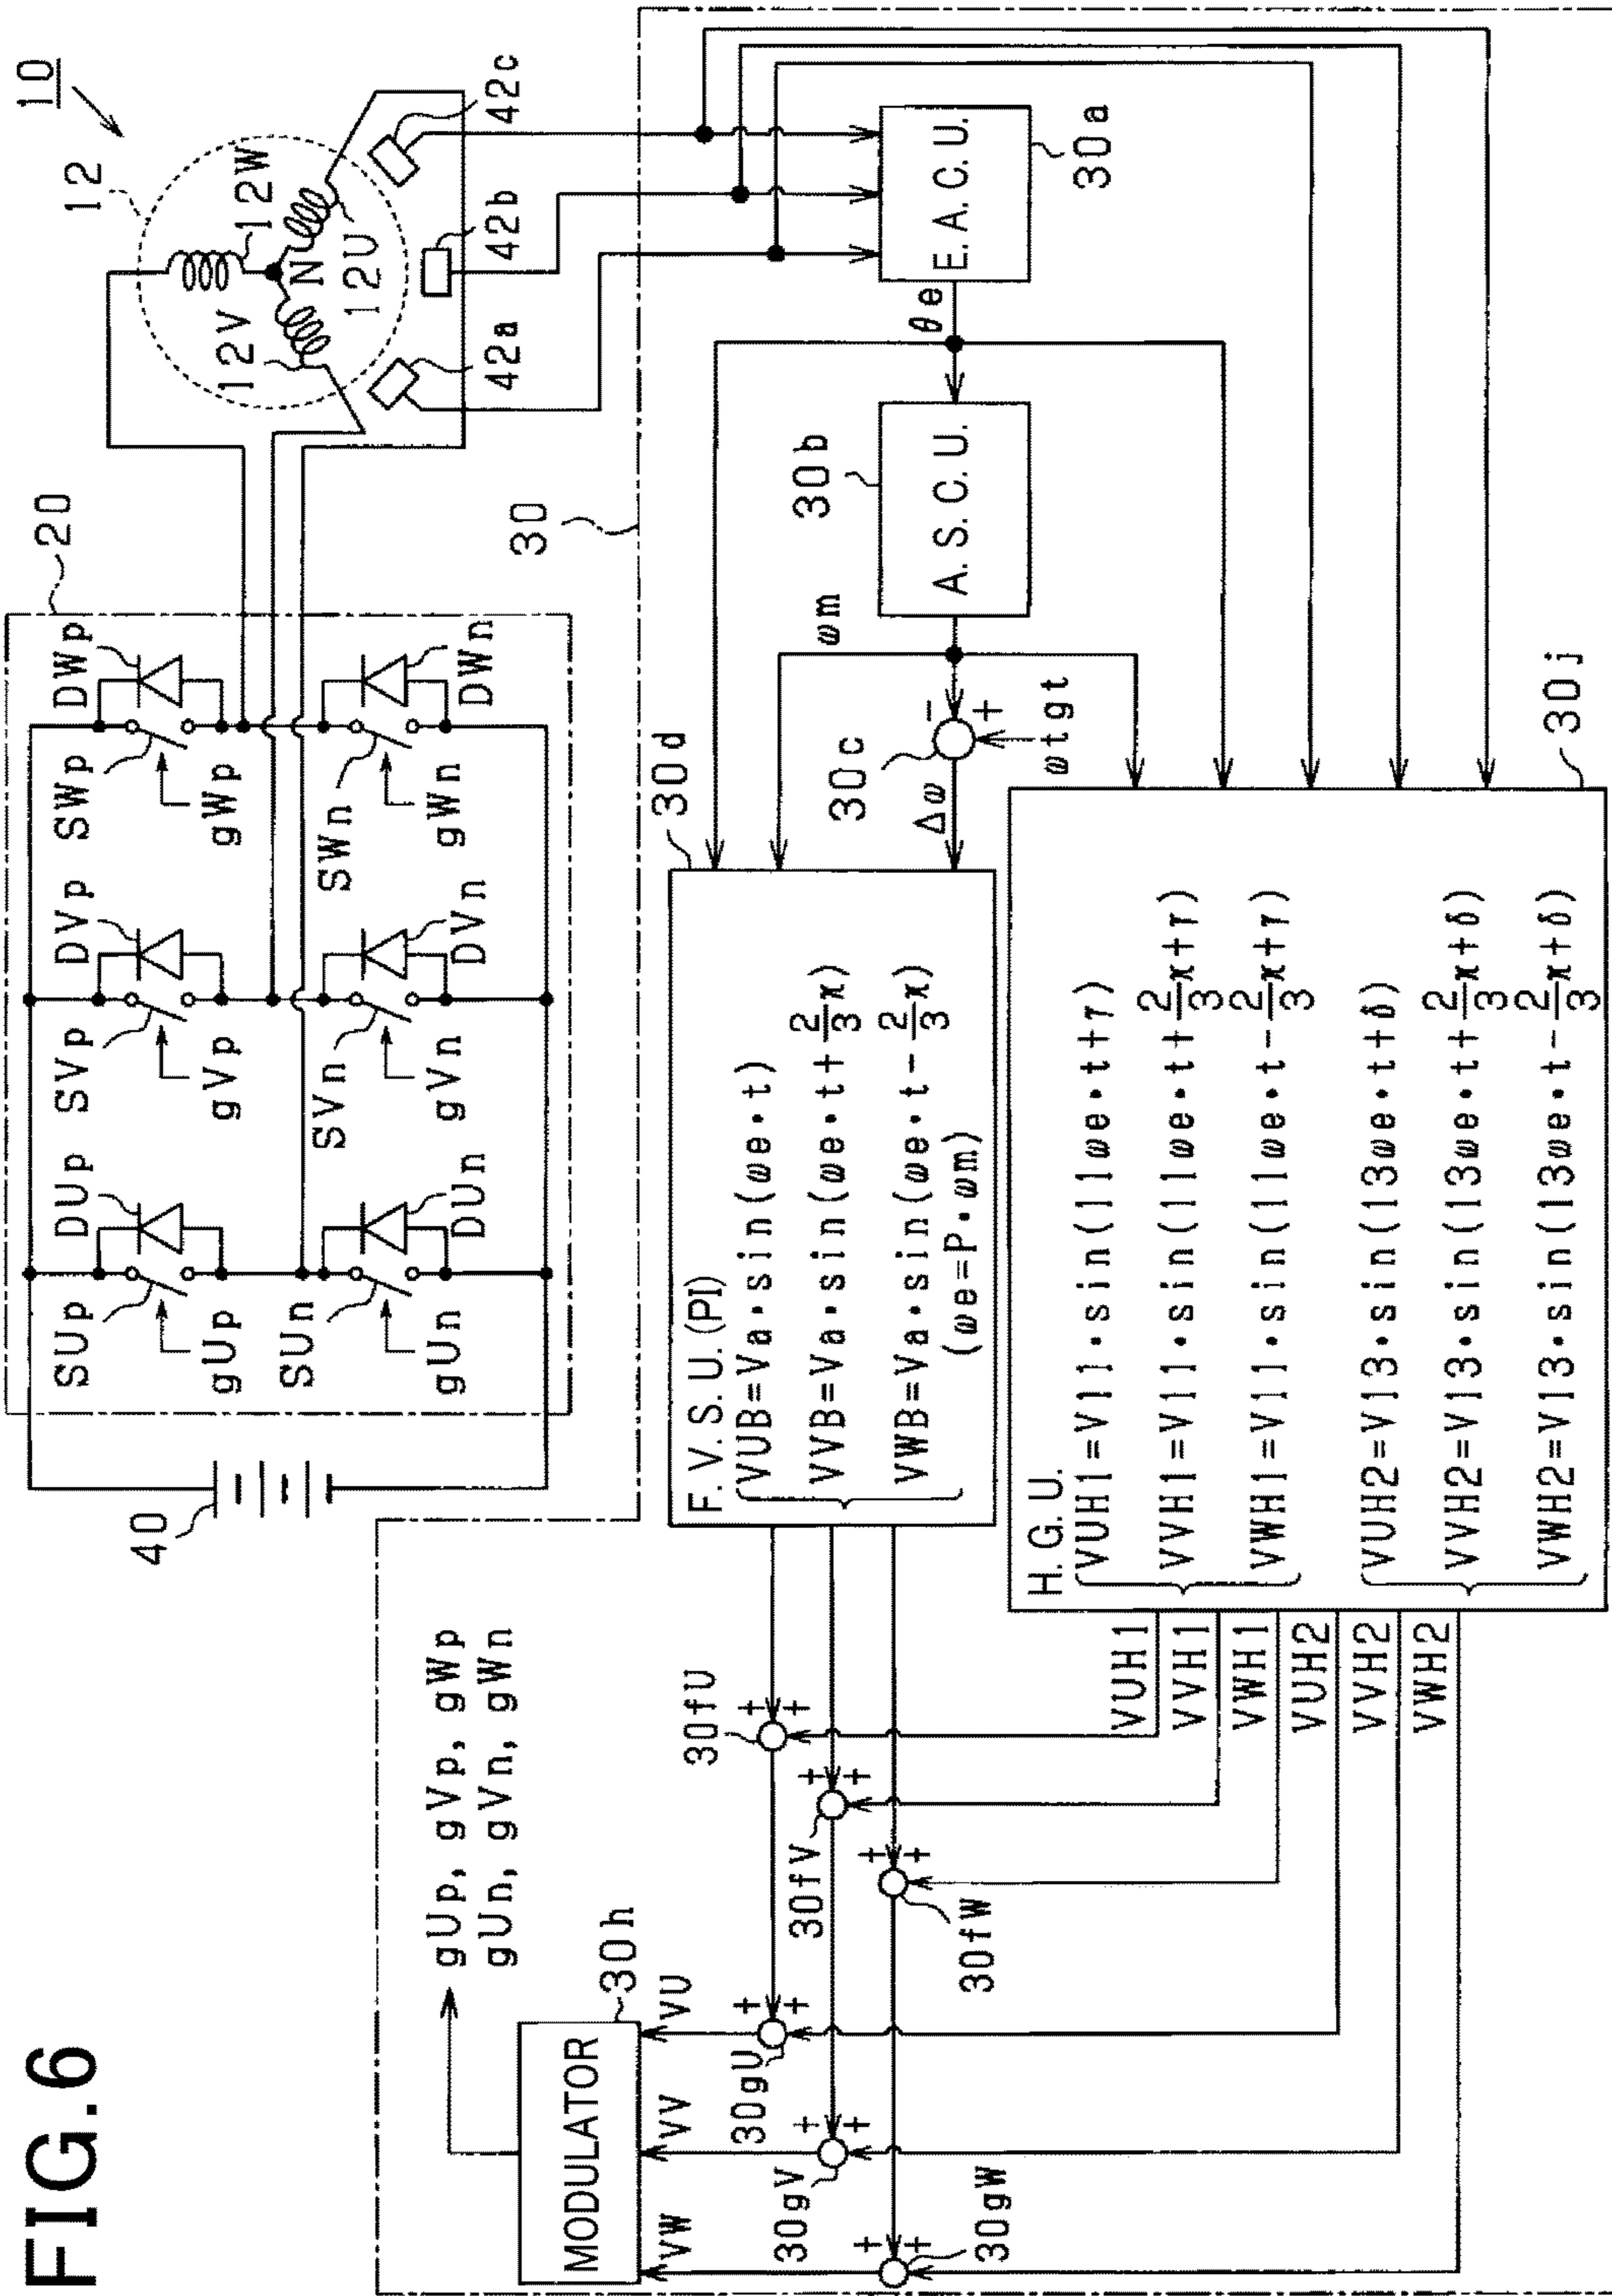 FIG.6
10
12
12W
12V
N
12U
42a
42b
42c
20
40
SUp
DUp
SVp
DVp
SWp
DWp
gUp
gVp
gWp
SUn
DUn
SVn
DVn
SWn
DWn
gUn
gVn
gWn
30
gUp, gVp, gWp
gUn, gVn, gWn
MODULATOR
30h
VW
VV
VU
30gU
30gV
30gW
30fU
30fV
30fW
+
+
+
+
+
+
+
+
+
+
+
+
30d
F. V. S. U. (PI)
VUB=Va•sin(ωe•t)
VVB=Va•sin(ωe•t+2/3π)
VWB=Va•sin(ωe•t-2/3π)
(ωe=P•ωm)
30c
Δω
-
+
ωtgt
ωm
30b
A. S. C. U.
θe
E. A. C. U.
30a
30j
H. G. U.
VUH1=V11•sin(11ωe•t+γ)
VVH1=V11•sin(11ωe•t+2/3π+γ)
VWH1=V11•sin(11ωe•t-2/3π+γ)
VUH2=V13•sin(13ωe•t+δ)
VVH2=V13•sin(13ωe•t+2/3π+δ)
VWH2=V13•sin(13ωe•t-2/3π+δ)
VUH1
VVH1
VWH1
VUH2
VVH2
VWH2